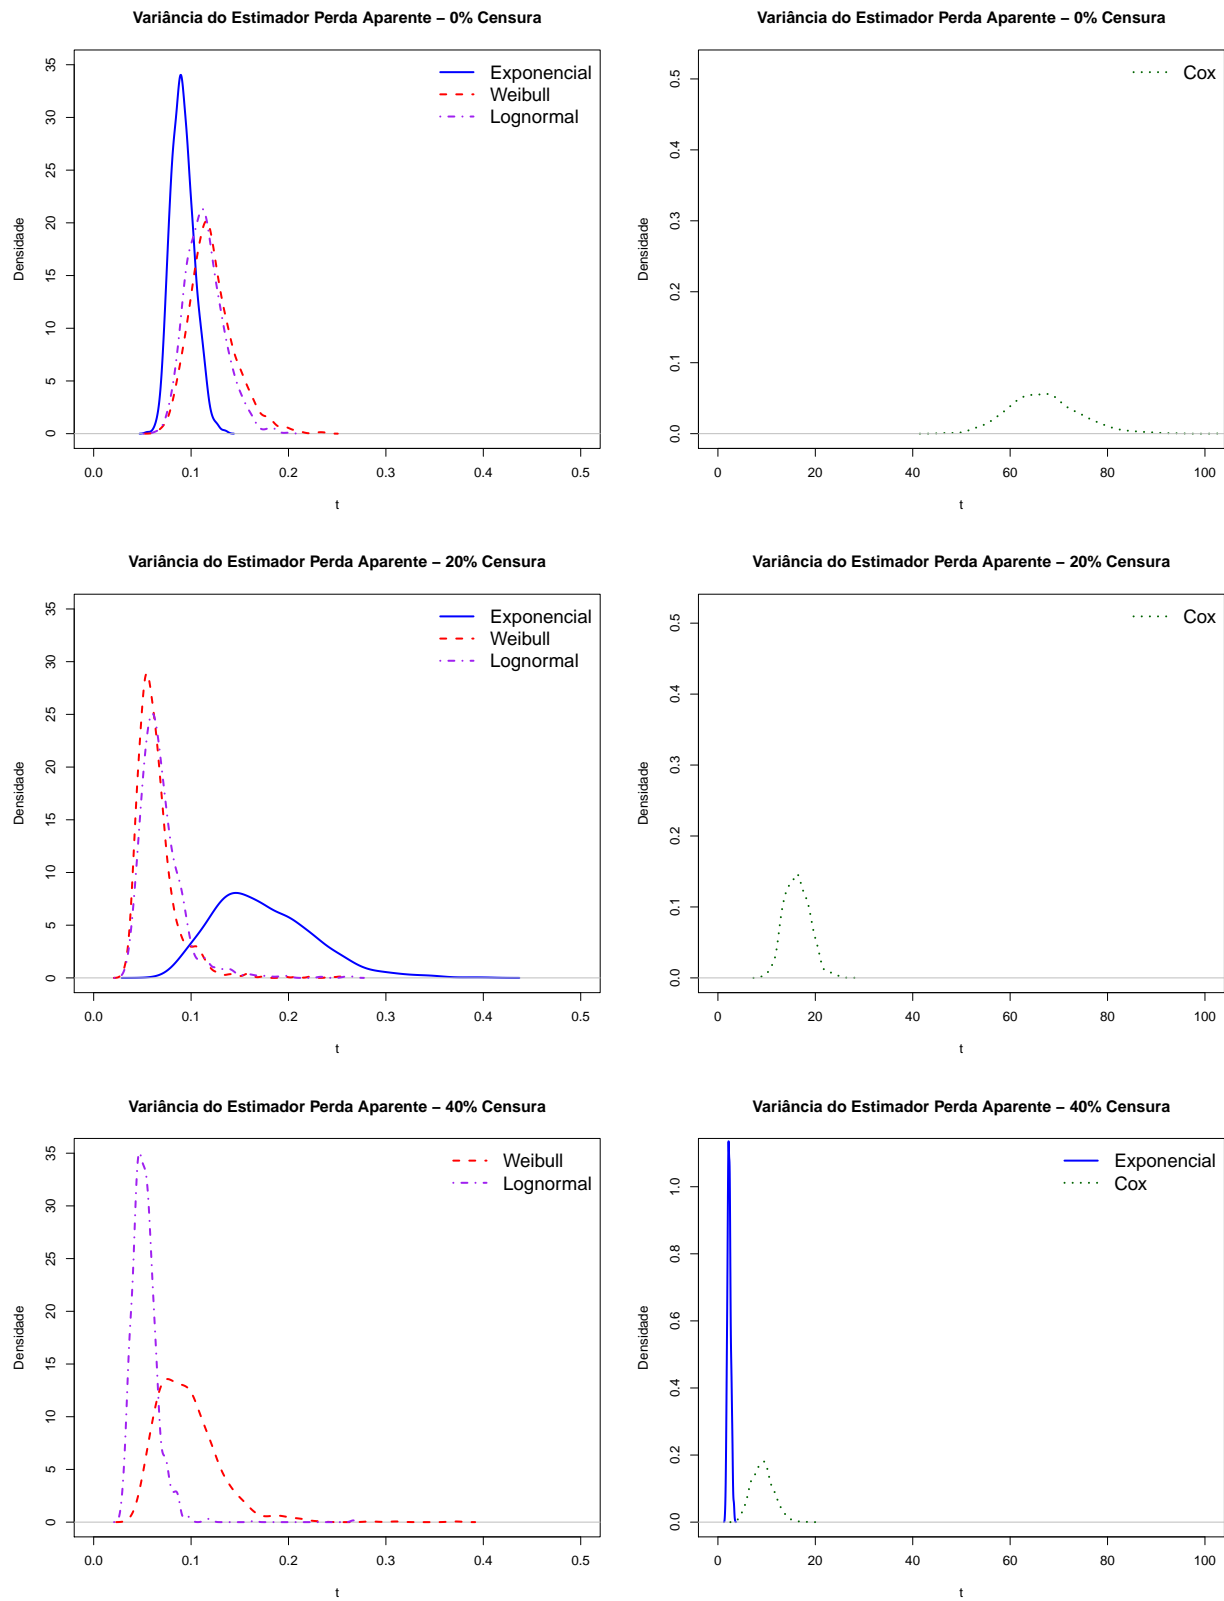 Variância do Estimador Perda Aparente – 0% Censura
Densidade
35
30
25
20
15
10
5
0
Exponencial
Weibull
Lognormal
0.0 0.1 0.2 0.3 0.4 0.5
t
Variância do Estimador Perda Aparente – 0% Censura
Densidade
0.5
0.4
0.3
0.2
0.1
0.0
Cox
0 20 40 60 80 100
t
Variância do Estimador Perda Aparente – 20% Censura
Densidade
35
30
25
20
15
10
5
0
Exponencial
Weibull
Lognormal
0.0 0.1 0.2 0.3 0.4 0.5
t
Variância do Estimador Perda Aparente – 20% Censura
Densidade
0.5
0.4
0.3
0.2
0.1
0.0
Cox
0 20 40 60 80 100
t
Variância do Estimador Perda Aparente – 40% Censura
Densidade
35
30
25
20
15
10
5
0
Weibull
Lognormal
0.0 0.1 0.2 0.3 0.4 0.5
t
Variância do Estimador Perda Aparente – 40% Censura
Densidade
1.0
0.8
0.6
0.4
0.2
0.0
Exponencial
Cox
0 20 40 60 80 100
t